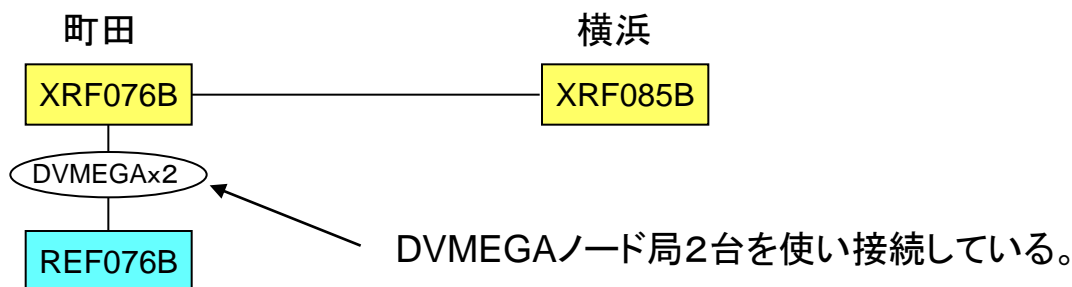 町田
横浜
XRF076B
XRF085B
DVMEGAx2
DVMEGAノード局2台を使い接続している。
REF076B